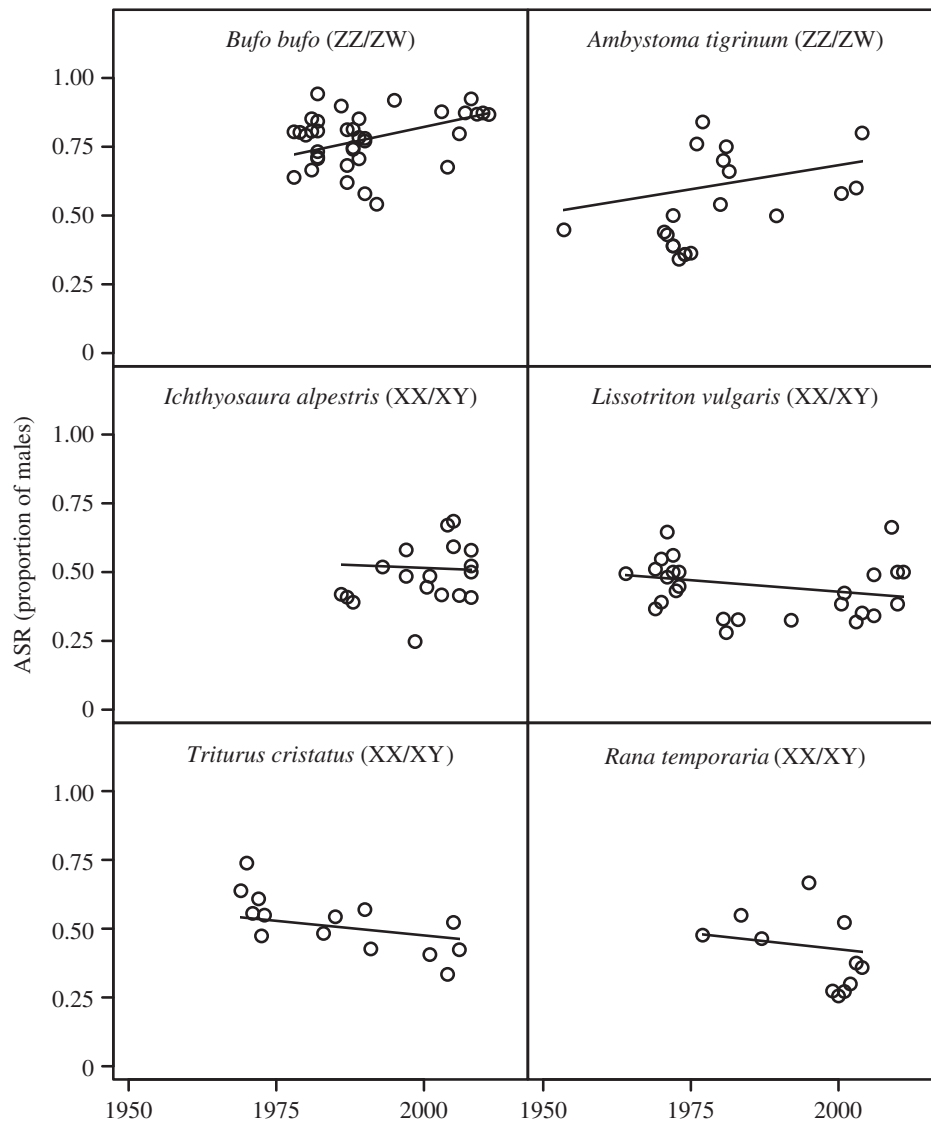 Bufo bufo (ZZ/ZW)
Ambystoma tigrinum (ZZ/ZW)
1.00
0.75
0.50
0.25
0
Ichthyosaura alpestris (XX/XY)
Lissotriton vulgaris (XX/XY)
1.00
0.75
0.50
0.25
0
ASR (proportion of males)
Triturus cristatus (XX/XY)
Rana temporaria (XX/XY)
1.00
0.75
0.50
0.25
0
1950 1975 2000 1950 1975 2000